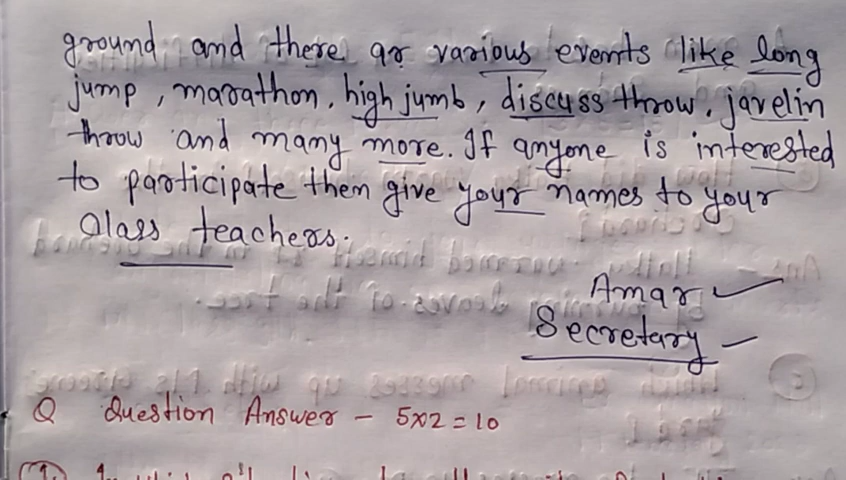 ground and there ar various events like long
jump, marathon, high jumb, discuss throw, javelin
throw and many more. If anyone is interested
to participate then give your names to your
Class teachers.
Amar
Secretary
Q Question Answer - 5x2=10